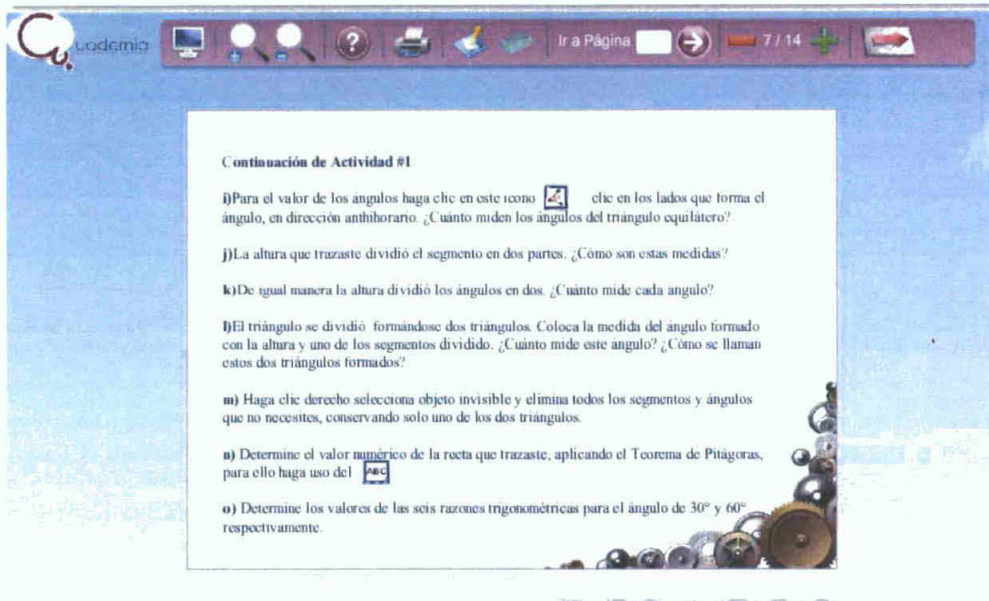 Cuadernia
Ir a Página
7 / 14
Continuación de Actividad #1
i)Para el valor de los ángulos haga clic en este icono clic en los lados que forma el
ángulo, en dirección anthihorario. ¿Cuánto miden los ángulos del triángulo equilátero?
j)La altura que trazaste dividió el segmento en dos partes. ¿Cómo son estas medidas?
k)De igual manera la altura dividió los ángulos en dos. ¿Cuánto mide cada angulo?
l)El triángulo se dividió formándose dos triángulos. Coloca la medida del ángulo formado
con la altura y uno de los segmentos dividido. ¿Cuánto mide este ángulo? ¿Cómo se llaman
estos dos triángulos formados?
m) Haga clic derecho selecciona objeto invisible y elimina todos los segmentos y ángulos
que no necesites, conservando solo uno de los dos triángulos.
n) Determine el valor numérico de la recta que trazaste, aplicando el Teorema de Pitágoras,
para ello haga uso del ABC
o) Determine los valores de las seis razones trigonométricas para el ángulo de 30° y 60°
respectivamente.